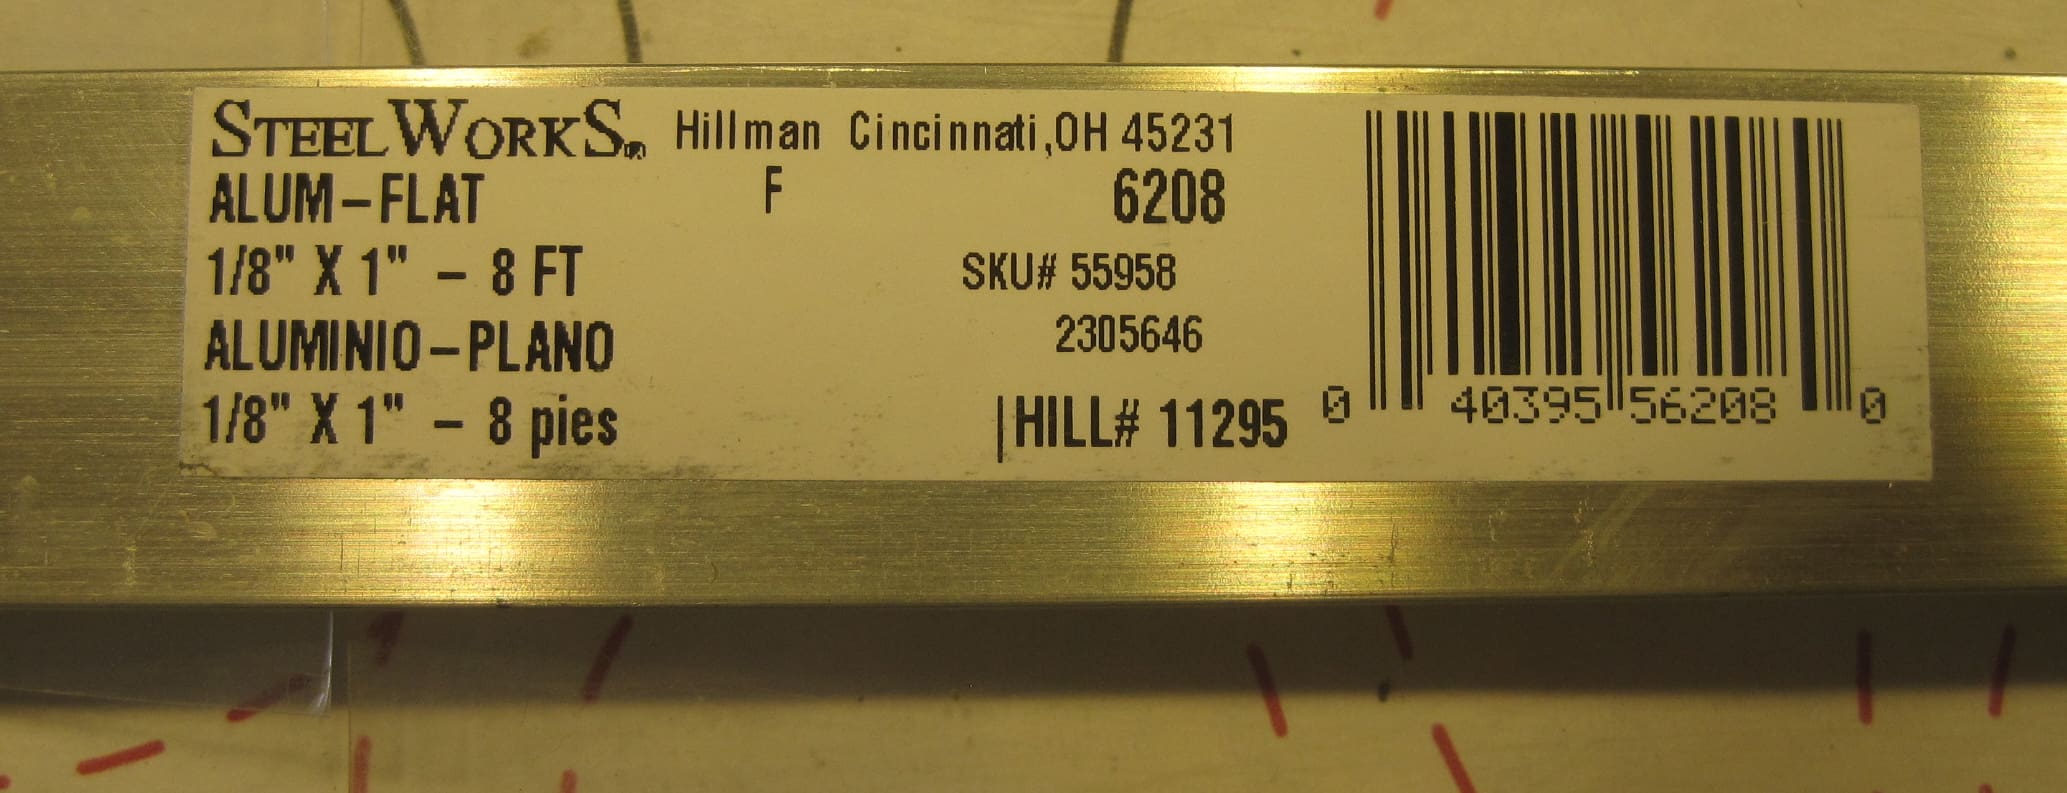 STEELWORKS Hillman Cincinnati,OH 45231
ALUM-FLAT F 6208
1/8" X 1" - 8 FT SKU# 55958
ALUMINIO-PLANO 2305646
1/8" X 1" - 8 pies |HILL# 11295
0 40395 56208 0